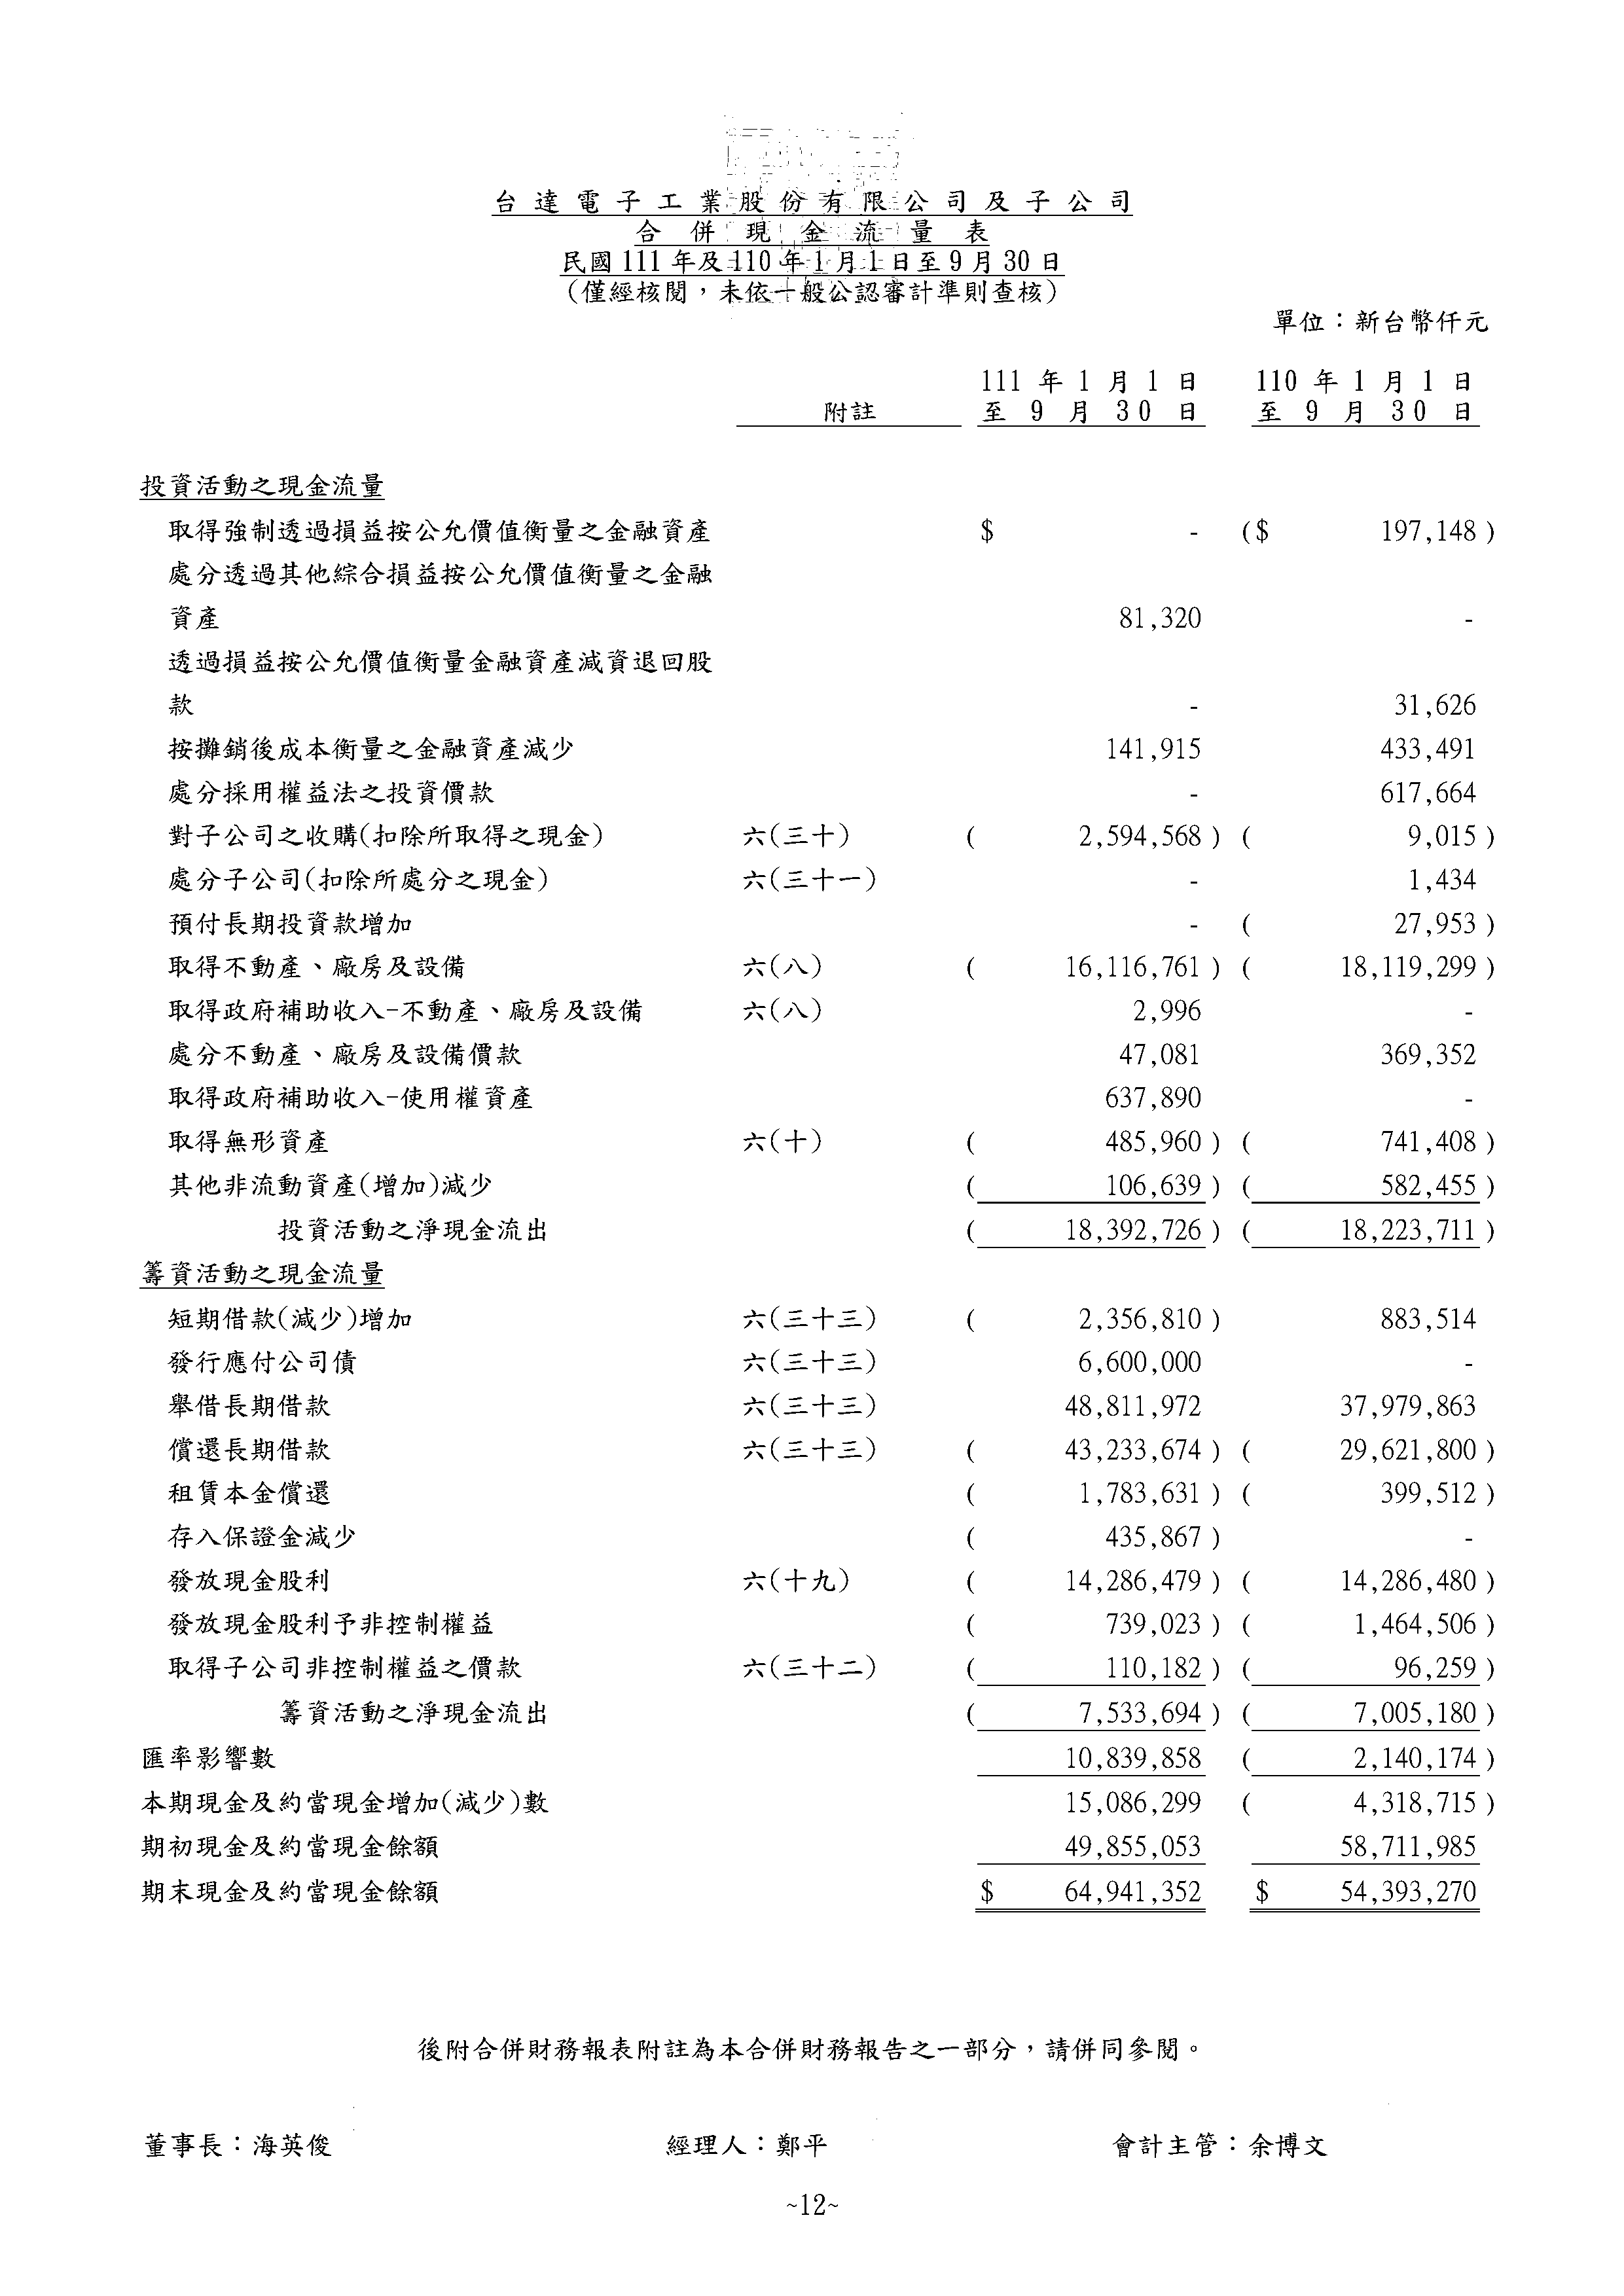 台達電子工業股份有限公司及子公司
合併現金流量表
民國 111 年及 110 年 1 月 1 日至 9 月 30 日
(僅經核閱，未依一般公認審計準則查核)
單位：新台幣仟元
111 年 1 月 1 日 110 年 1 月 1 日
附註 至 9 月 30 日 至 9 月 30 日
投資活動之現金流量
取得強制透過損益按公允價值衡量之金融資產 $ - ($ 197,148 )
處分透過其他綜合損益按公允價值衡量之金融
資產 81,320 -
透過損益按公允價值衡量金融資產減資退回股
款 - 31,626
按攤銷後成本衡量之金融資產減少 141,915 433,491
處分採用權益法之投資價款 - 617,664
對子公司之收購(扣除所取得之現金) 六(三十) ( 2,594,568 ) ( 9,015 )
處分子公司(扣除所處分之現金) 六(三十一) - 1,434
預付長期投資款增加 - ( 27,953 )
取得不動產、廠房及設備 六(八) ( 16,116,761 ) ( 18,119,299 )
取得政府補助收入-不動產、廠房及設備 六(八) 2,996 -
處分不動產、廠房及設備價款 47,081 369,352
取得政府補助收入-使用權資產 637,890 -
取得無形資產 六(十) ( 485,960 ) ( 741,408 )
其他非流動資產(增加)減少 ( 106,639 ) ( 582,455 )
投資活動之淨現金流出 ( 18,392,726 ) ( 18,223,711 )
籌資活動之現金流量
短期借款(減少)增加 六(三十三) ( 2,356,810 ) 883,514
發行應付公司債 六(三十三) 6,600,000 -
舉借長期借款 六(三十三) 48,811,972 37,979,863
償還長期借款 六(三十三) ( 43,233,674 ) ( 29,621,800 )
租賃本金償還 ( 1,783,631 ) ( 399,512 )
存入保證金減少 ( 435,867 ) -
發放現金股利 六(十九) ( 14,286,479 ) ( 14,286,480 )
發放現金股利予非控制權益 ( 739,023 ) ( 1,464,506 )
取得子公司非控制權益之價款 六(三十二) ( 110,182 ) ( 96,259 )
籌資活動之淨現金流出 ( 7,533,694 ) ( 7,005,180 )
匯率影響數 10,839,858 ( 2,140,174 )
本期現金及約當現金增加(減少)數 15,086,299 ( 4,318,715 )
期初現金及約當現金餘額 49,855,053 58,711,985
期末現金及約當現金餘額 $ 64,941,352 $ 54,393,270
後附合併財務報表附註為本合併財務報告之一部分，請併同參閱。
董事長：海英俊 經理人：鄭平 會計主管：余博文
~12~